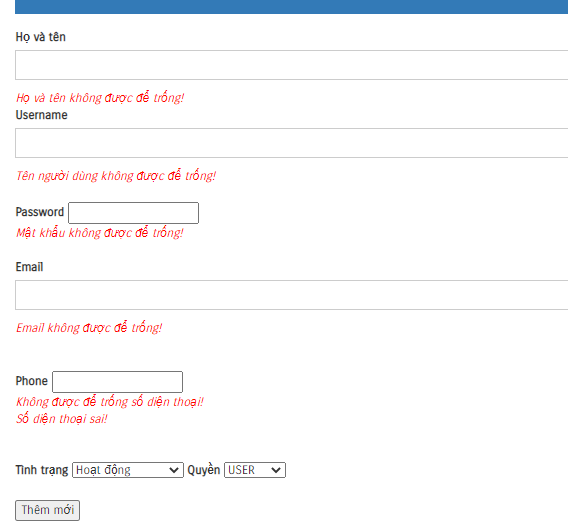 Họ và tên
Họ và tên không được để trống!
Username
Tên người dùng không được để trống!
Password
Mật khẩu không được để trống!
Email
Email không được để trống!
Phone
Không được để trống số điện thoại!
Số điện thoại sai!
Tình trạng Hoạt động Quyền USER
Thêm mới